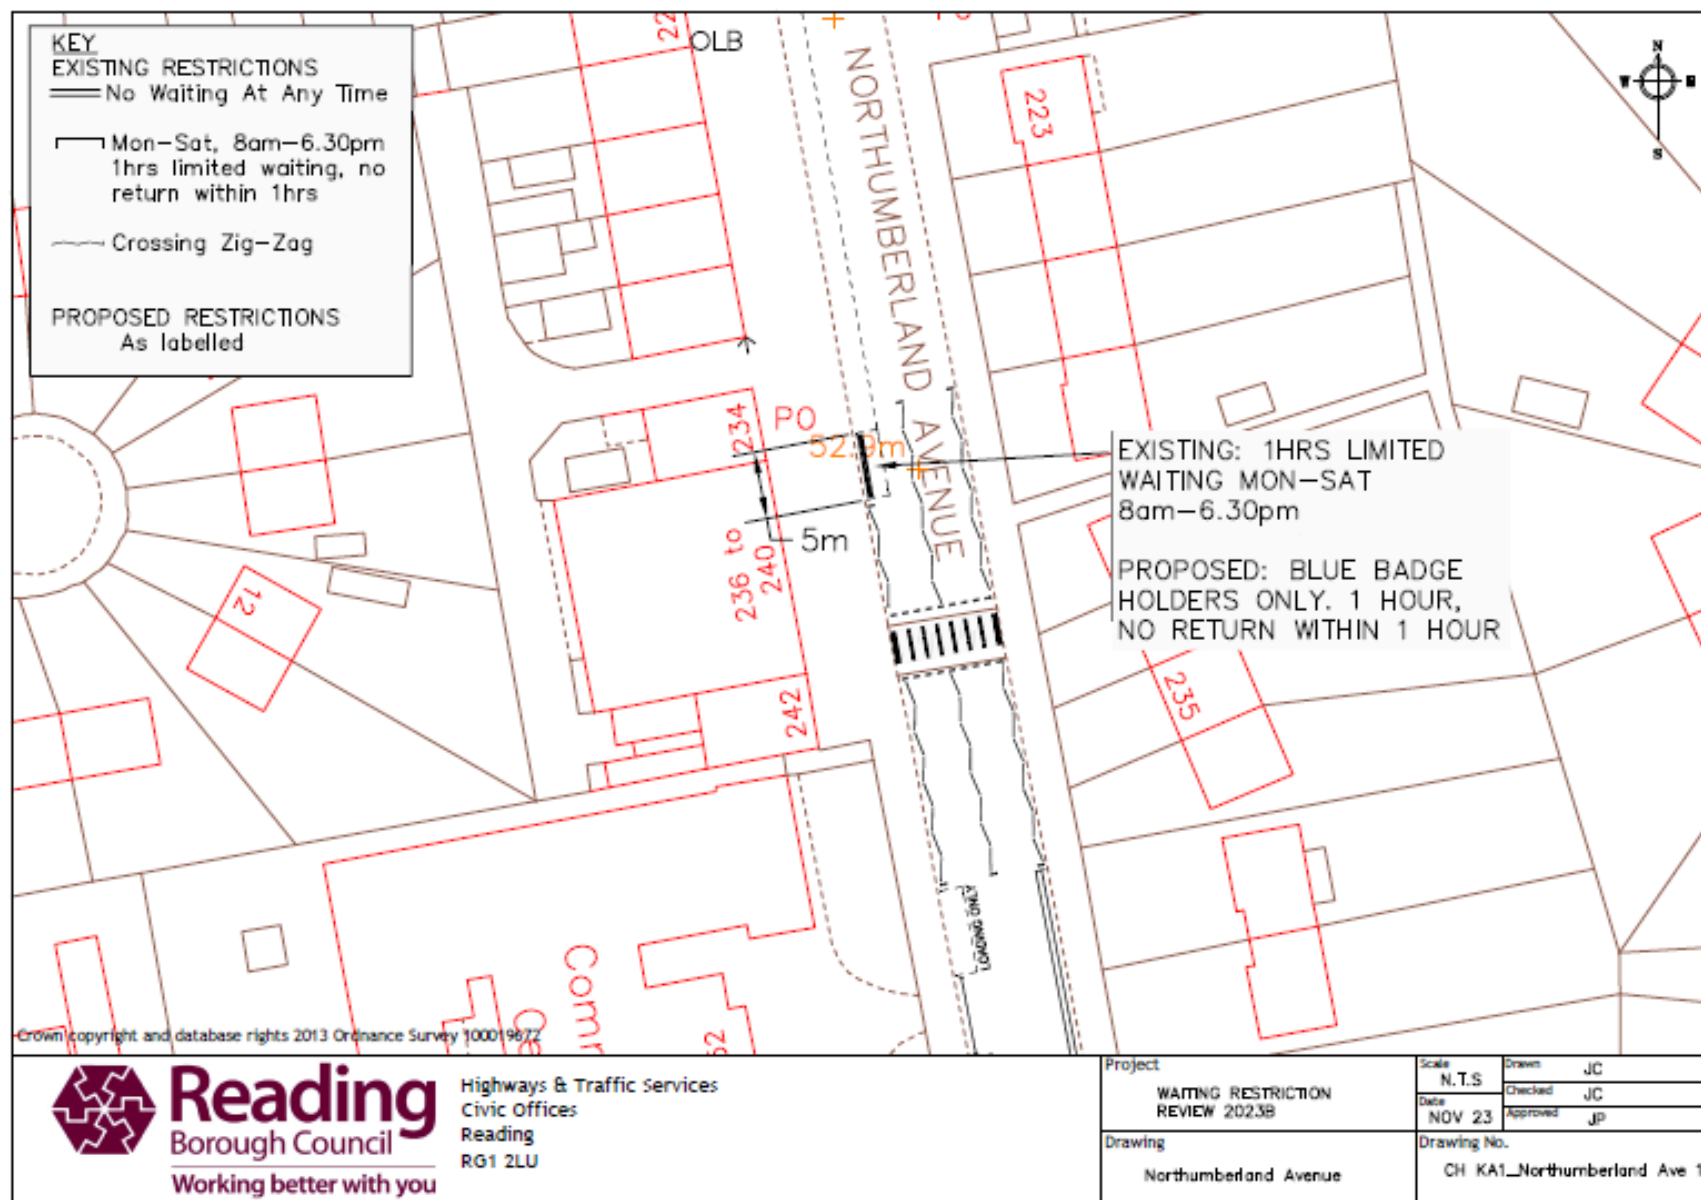 KEY
EXISTING RESTRICTIONS
No Waiting At Any Time
Mon-Sat, 8am-6.30pm
1hrs limited waiting, no
return within 1hrs
Crossing Zig-Zag
PROPOSED RESTRICTIONS
As labelled
OLB
NORTHUMBERLAND AVENUE
223
N
S
234
PO
52.9m
5m
236 to
240
242
12
235
EXISTING: 1HRS LIMITED
WAITING MON-SAT
8am-6.30pm
PROPOSED: BLUE BADGE
HOLDERS ONLY. 1 HOUR,
NO RETURN WITHIN 1 HOUR
LOADING ONLY
Crown copyright and database rights 2013 Ordnance Survey 100019672
Reading
Borough Council
Working better with you
Highways & Traffic Services
Civic Offices
Reading
RG1 2LU
Project
WAITING RESTRICTION
REVIEW 2023B
Drawing
Northumberland Avenue
Scale
N.T.S
Date
NOV 23
Drawn JC
Checked JC
Approved JP
Drawing No.
CH KA1_Northumberland Ave 1